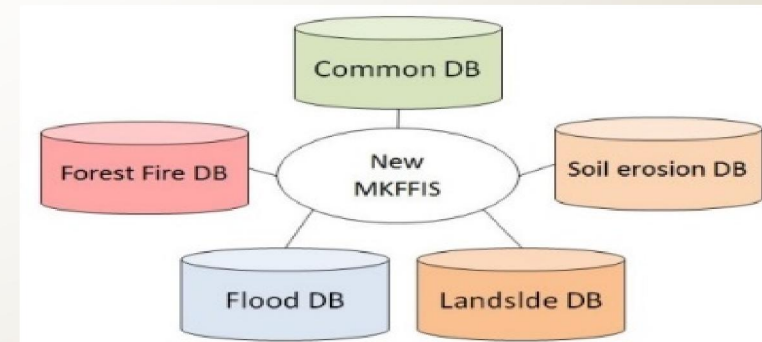 Common DB
Forest Fire DB
New
MKFFIS
Soil erosion DB
Flood DB
Landslde DB